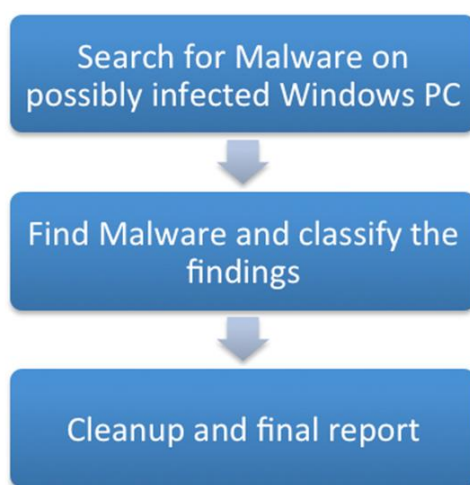 Search for Malware on
possibly infected Windows PC
Find Malware and classify the
findings
Cleanup and final report